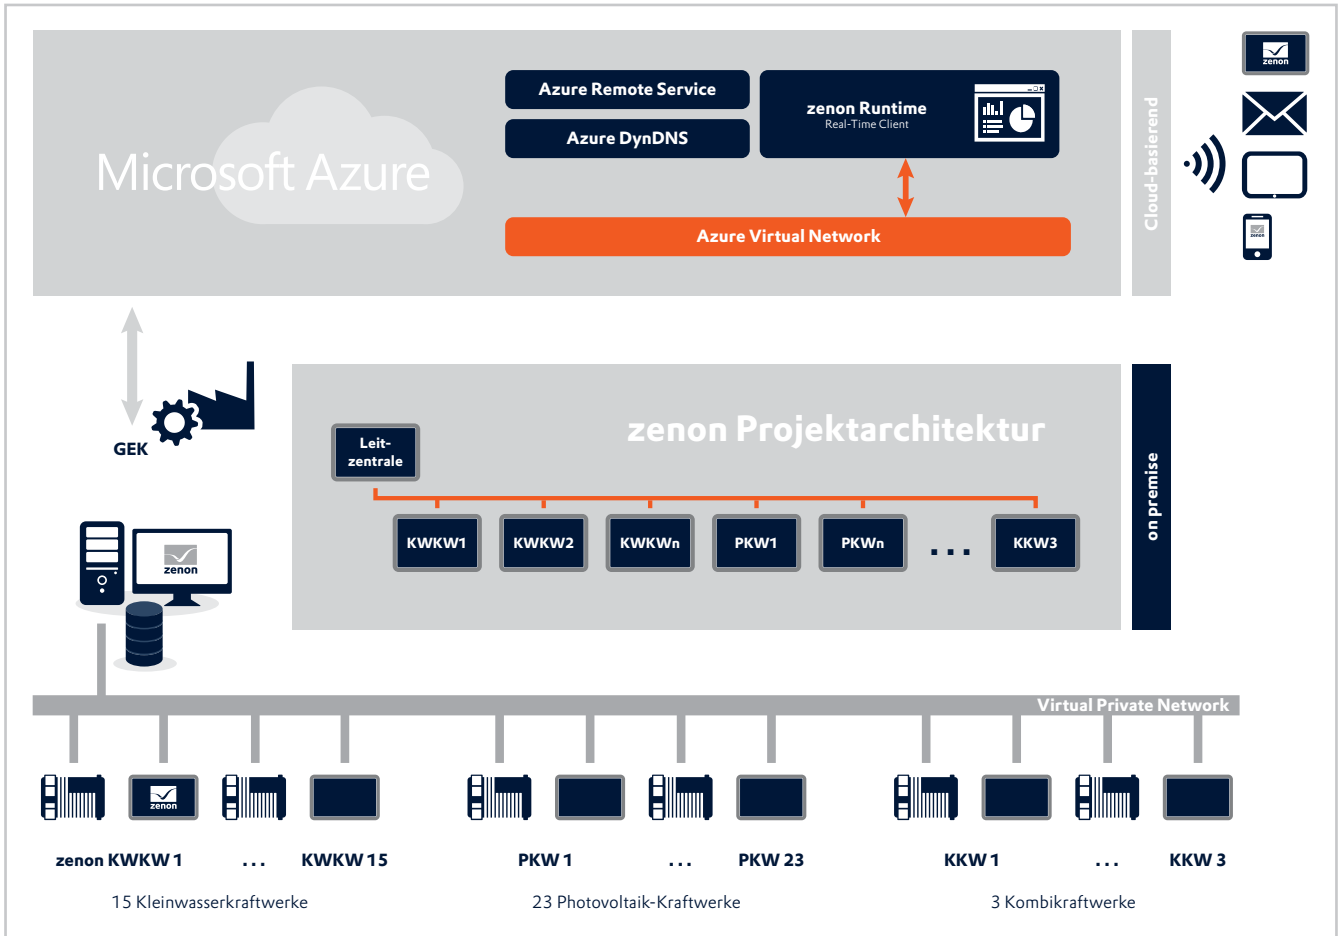 Microsoft Azure
Azure Remote Service
Azure DynDNS
zenon Runtime
Real-Time Client
Azure Virtual Network
Cloud-basierend
zenon
zenon
GEK
zenon Projektarchitektur
Leit-
zentrale
KWKW1
KWKW2
KWKWn
PKW1
PKWn
...
KKW3
on premise
zenon
Virtual Private Network
zenon
zenon KWKW 1
...
KWKW 15
PKW 1
...
PKW 23
KKW 1
...
KKW 3
15 Kleinwasserkraftwerke
23 Photovoltaik-Kraftwerke
3 Kombikraftwerke